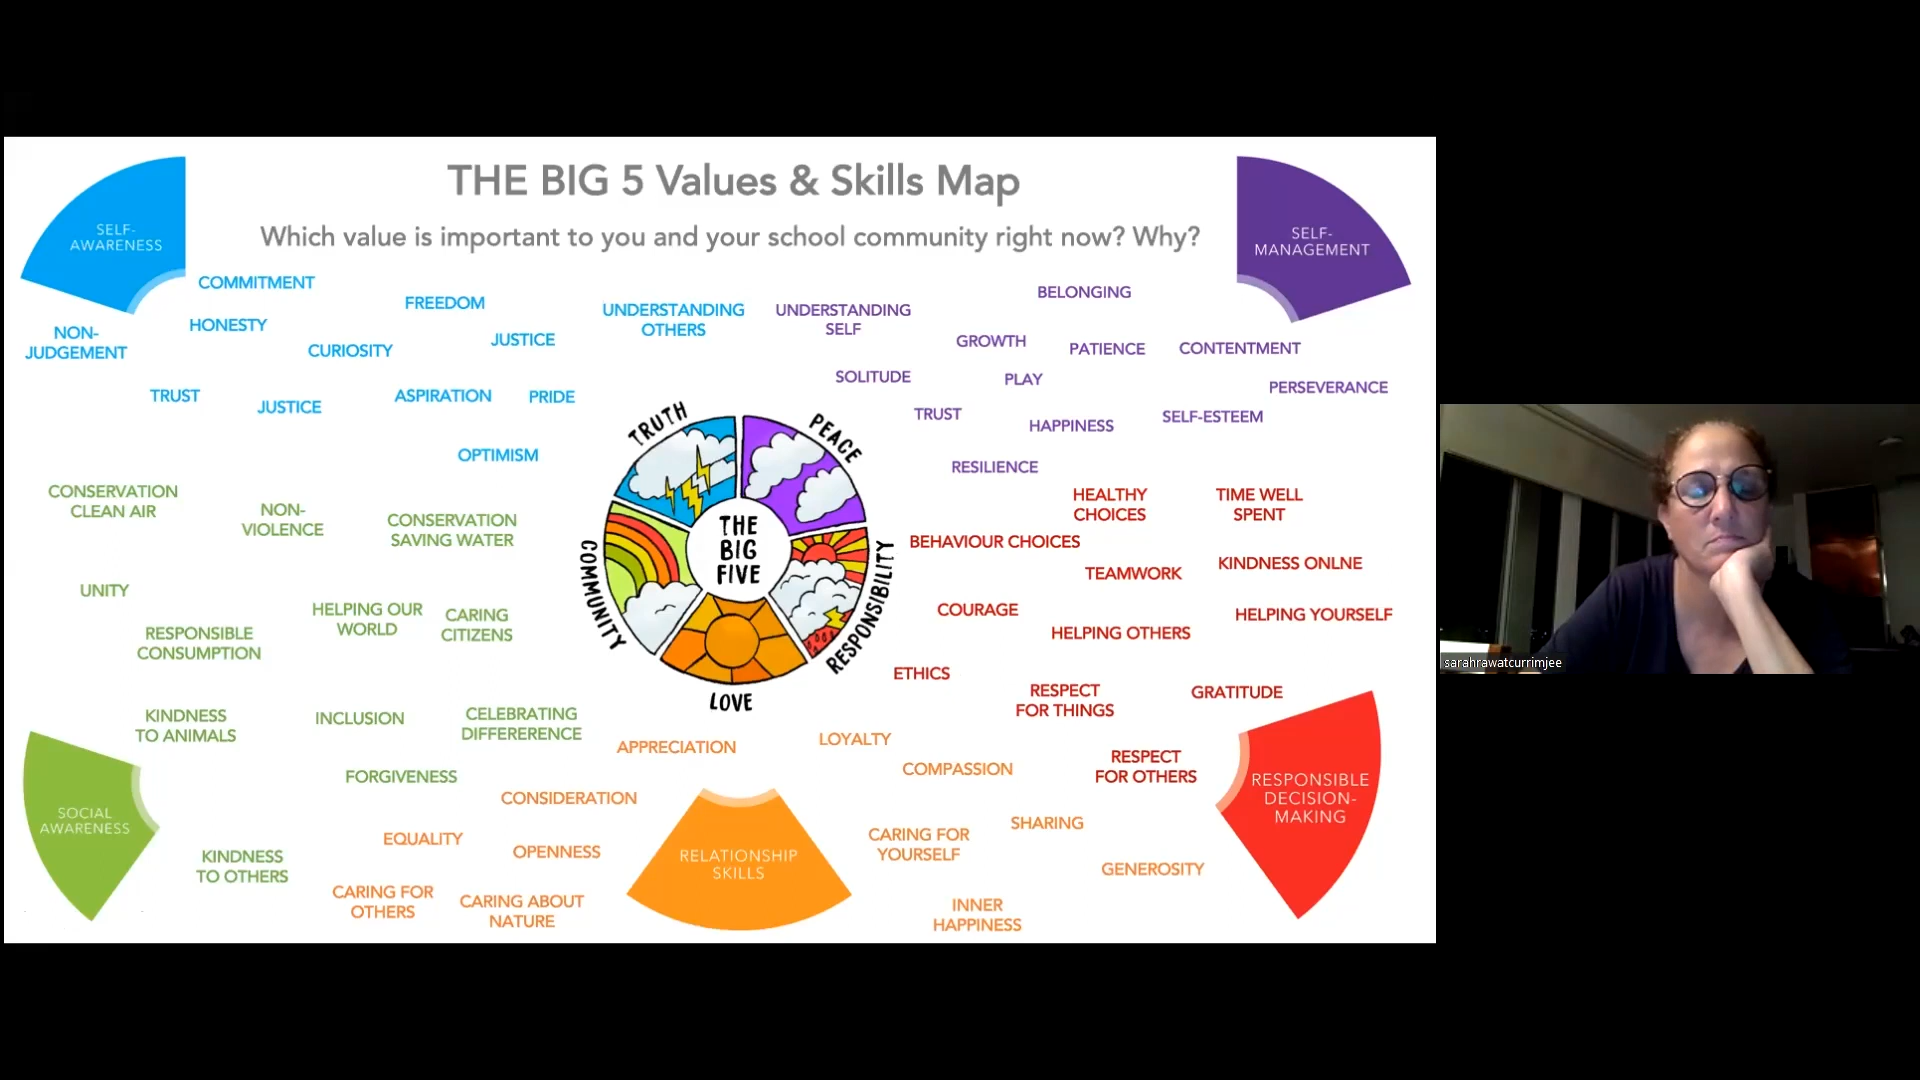 THE BIG 5 Values & Skills Map
Which value is important to you and your school community right now? Why?
SELF-
AWARENESS
SELF-
MANAGEMENT
COMMITMENT
FREEDOM
UNDERSTANDING
OTHERS
NON-
JUDGEMENT
HONESTY
CURIOSITY
JUSTICE
TRUST
JUSTICE
ASPIRATION
PRIDE
OPTIMISM
UNDERSTANDING
SELF
BELONGING
GROWTH
PATIENCE
CONTENTMENT
SOLITUDE
PLAY
PERSEVERANCE
TRUST
HAPPINESS
SELF-ESTEEM
RESILIENCE
TRUTH
PEACE
COMMUNITY
RESPONSIBILITY
LOVE
THE
BIG
FIVE
CONSERVATION
CLEAN AIR
NON-
VIOLENCE
CONSERVATION
SAVING WATER
UNITY
HELPING OUR
WORLD
CARING
CITIZENS
RESPONSIBLE
CONSUMPTION
KINDNESS
TO ANIMALS
INCLUSION
CELEBRATING
DIFFERERENCE
FORGIVENESS
KINDNESS
TO OTHERS
SOCIAL
AWARENESS
HEALTHY
CHOICES
TIME WELL
SPENT
BEHAVIOUR CHOICES
TEAMWORK
KINDNESS ONLNE
COURAGE
HELPING OTHERS
HELPING YOURSELF
ETHICS
RESPECT
FOR THINGS
GRATITUDE
RESPECT
FOR OTHERS
RESPONSIBLE
DECISION-
MAKING
APPRECIATION
LOYALTY
COMPASSION
CONSIDERATION
EQUALITY
OPENNESS
CARING FOR
OTHERS
CARING ABOUT
NATURE
RELATIONSHIP
SKILLS
CARING FOR
YOURSELF
SHARING
GENEROSITY
INNER
HAPPINESS
sarahrawatcurrimjee